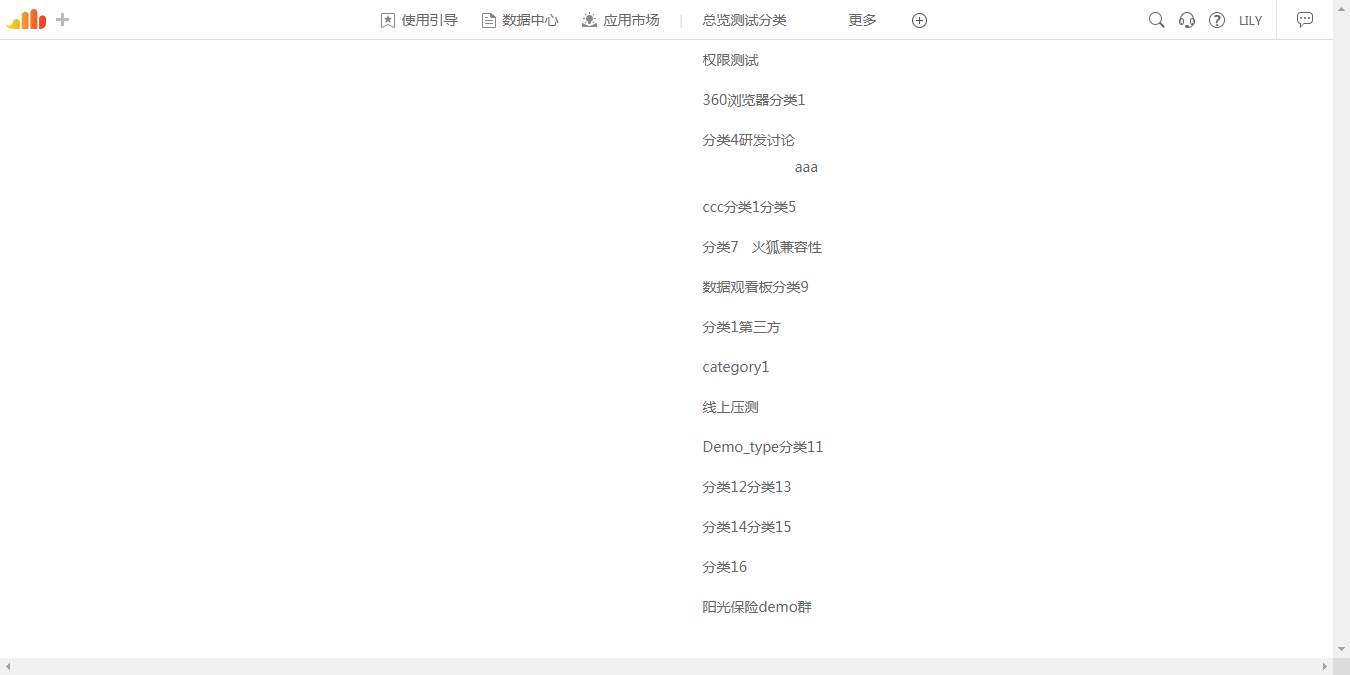 使用引导 数据中心 应用市场 总览测试分类 更多 LILY
权限测试
360浏览器分类1
分类4研发讨论
aaa
ccc分类1分类5
分类7 火狐兼容性
数据观看板分类9
分类1第三方
category1
线上压测
Demo_type分类11
分类12分类13
分类14分类15
分类16
阳光保险demo群